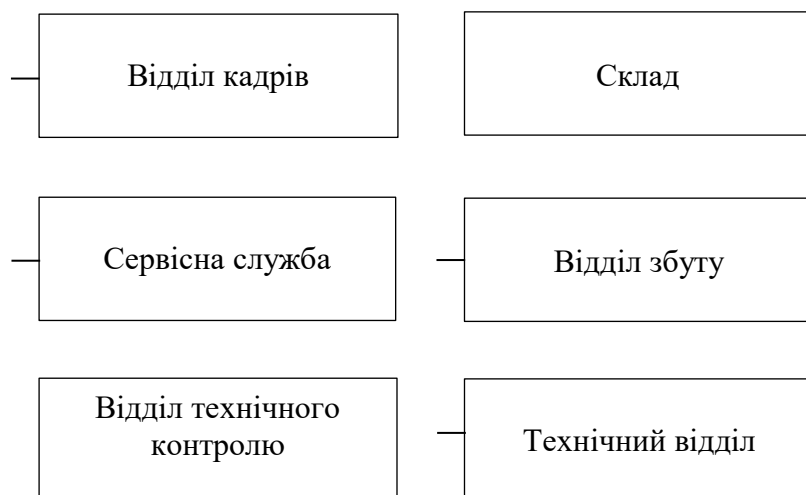 Відділ кадрів
Склад
Сервісна служба
Відділ збуту
Відділ технічного
контролю
Технічний відділ